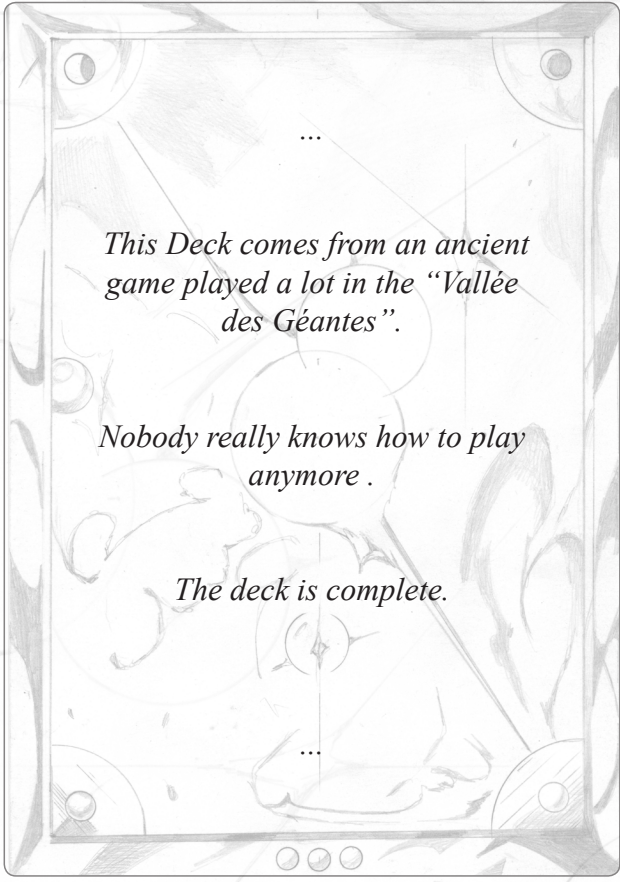 ...
This Deck comes from an ancient
game played a lot in the “Vallée
des Géantes”.
Nobody really knows how to play
anymore .
The deck is complete.
...